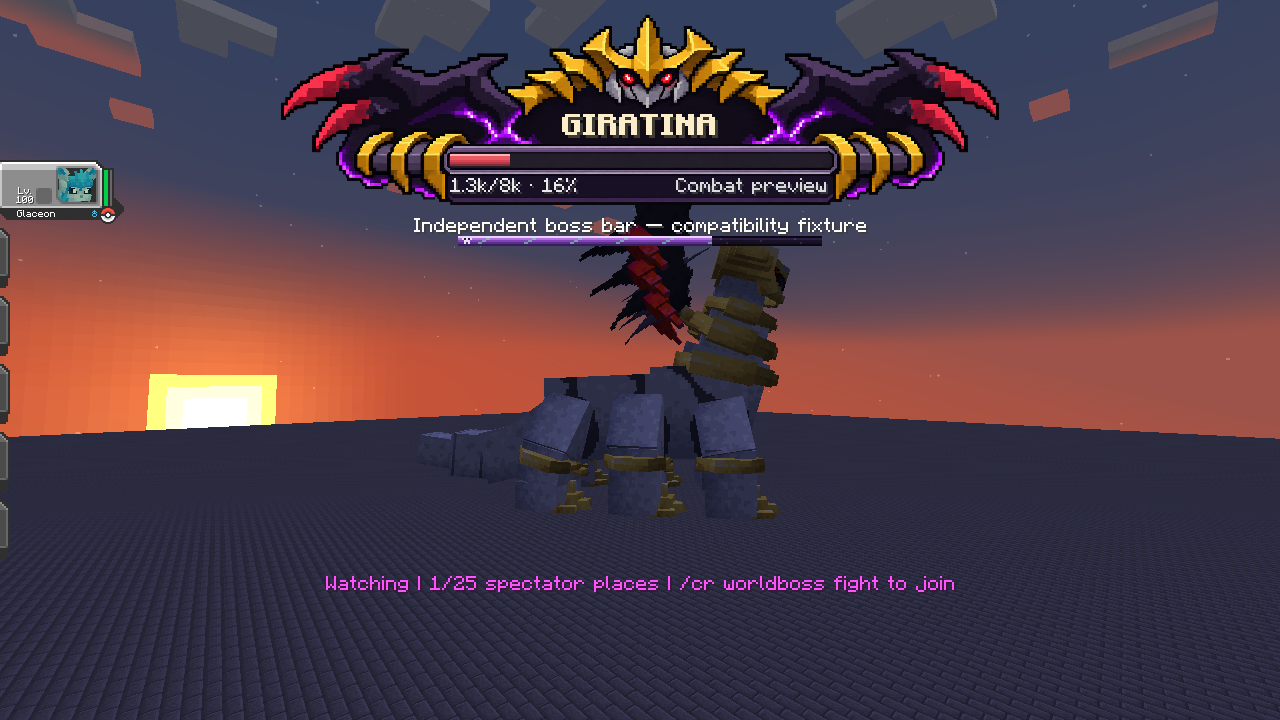 GIRATINA
1.3k/8k · 16% Combat preview
Independent boss bar — compatibility fixture
Lv.
100
Glaceon
Watching | 1/25 spectator places | /cr worldboss fight to join